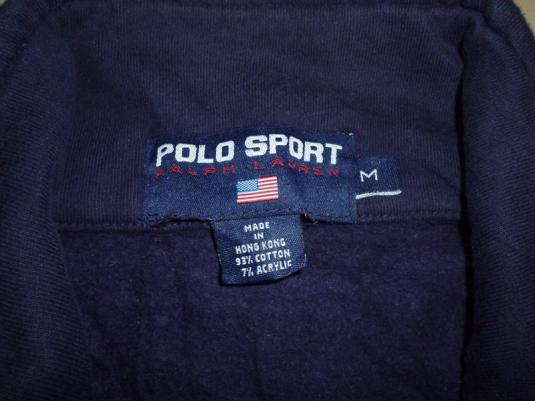 POLO SPORT
RALPH LAUREN
M
MADE
IN
HONG KONG
93% COTTON
7% ACRYLIC